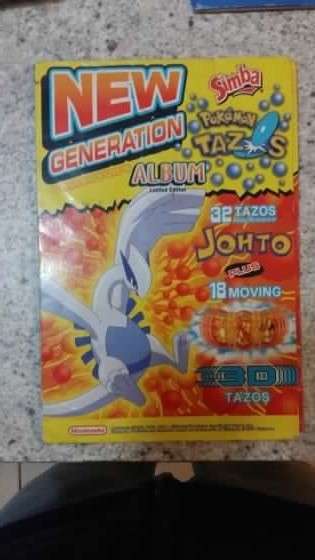 NEW
GENERATION
Simba
POKéMON
TAZOS
ALBUM
Limited Edition
32 TAZOS
JOHTO
PLUS
18 MOVING
3D
TAZOS
Nintendo